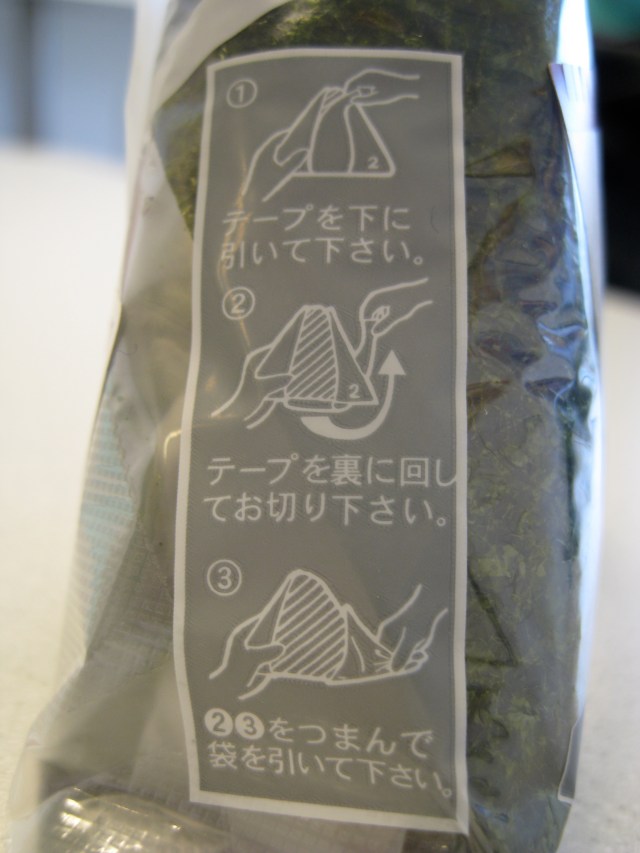 ①
2
テープを下に
引いて下さい。
②
2
テープを裏に回し
てお切り下さい。
③
❷❸をつまんで
袋を引いて下さい。